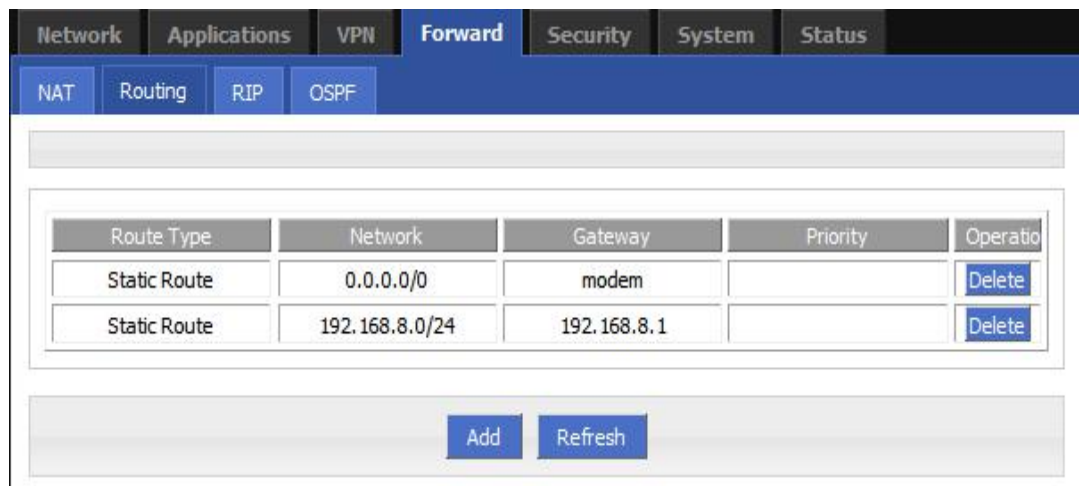 Network Applications VPN Forward Security System Status
NAT Routing RIP OSPF
Route Type Network Gateway Priority Operatio
Static Route 0.0.0.0/0 modem Delete
Static Route 192.168.8.0/24 192.168.8.1 Delete
Add Refresh